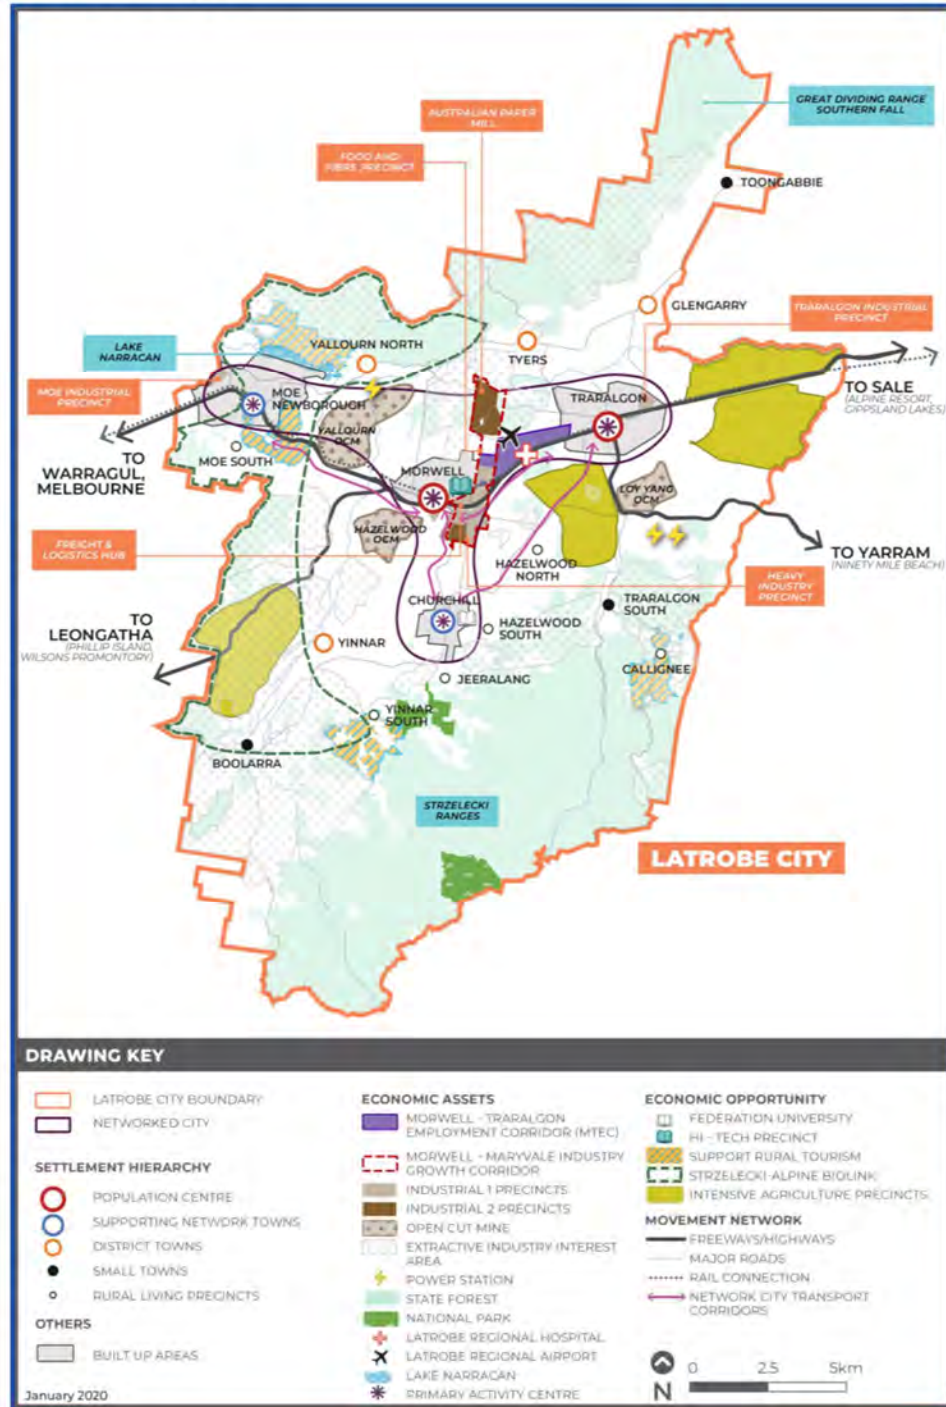 AUSTRALIAN PAPER
MILL
GREAT DIVIDING RANGE
SOUTHERN FALL
FOOD AND
FIBRE PRECINCT
TOONGABBIE
GLENGARRY
TRARALGON INDUSTRIAL
PRECINCT
LAKE
NARRACAN
YALLOURN NORTH
TYERS
MOE INDUSTRIAL
PRECINCT
MOE
NEWBOROUGH
TRARALGON
TO SALE
(ALPINE RESORT,
GIPPSLAND LAKES)
YALLOURN
OCM
MOE SOUTH
TO
WARRAGUL,
MELBOURNE
MORWELL
LOY YANG
OCM
HAZELWOOD
OCM
FREIGHT &
LOGISTICS HUB
HAZELWOOD
NORTH
TO YARRAM
(NINETY MILE BEACH)
HEAVY
INDUSTRY
PRECINCT
CHURCHILL
TRARALGON
SOUTH
TO
LEONGATHA
(PHILLIP ISLAND,
WILSONS PROMONTORY)
HAZELWOOD
SOUTH
YINNAR
CALLIGNEE
JEERALANG
YINNAR
SOUTH
BOOLARRA
STRZELECKI
RANGES
LATROBE CITY
DRAWING KEY
LATROBE CITY BOUNDARY
NETWORKED CITY
SETTLEMENT HIERARCHY
POPULATION CENTRE
SUPPORTING NETWORK TOWNS
DISTRICT TOWNS
SMALL TOWNS
RURAL LIVING PRECINCTS
OTHERS
BUILT UP AREAS
January 2020
ECONOMIC ASSETS
MORWELL - TRARALGON
EMPLOYMENT CORRIDOR (MTEC)
MORWELL - MARYVALE INDUSTRY
GROWTH CORRIDOR
INDUSTRIAL 1 PRECINCTS
INDUSTRIAL 2 PRECINCTS
OPEN CUT MINE
EXTRACTIVE INDUSTRY INTEREST
AREA
POWER STATION
STATE FOREST
NATIONAL PARK
LATROBE REGIONAL HOSPITAL
LATROBE REGIONAL AIRPORT
LAKE NARRACAN
PRIMARY ACTIVITY CENTRE
ECONOMIC OPPORTUNITY
FEDERATION UNIVERSITY
HI - TECH PRECINCT
SUPPORT RURAL TOURISM
STRZELECKI-ALPINE BIOLINK
INTENSIVE AGRICULTURE PRECINCTS
MOVEMENT NETWORK
FREEWAYS/HIGHWAYS
MAJOR ROADS
RAIL CONNECTION
NETWORK CITY TRANSPORT
CORRIDORS
N
0 2.5 5km